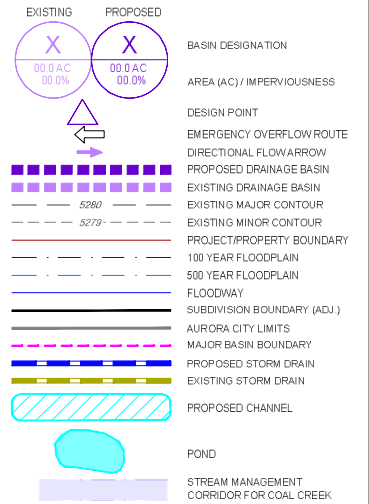 EXISTING PROPOSED
X X
BASIN DESIGNATION
00.0 AC 00.0 AC
00.0% 00.0%
AREA (AC) / IMPERVIOUSNESS
DESIGN POINT
EMERGENCY OVERFLOW ROUTE
DIRECTIONAL FLOW ARROW
PROPOSED DRAINAGE BASIN
EXISTING DRAINAGE BASIN
5280 EXISTING MAJOR CONTOUR
5279 EXISTING MINOR CONTOUR
PROJECT/PROPERTY BOUNDARY
100 YEAR FLOODPLAIN
500 YEAR FLOODPLAIN
FLOODWAY
SUBDIVISION BOUNDARY (ADJ.)
AURORA CITY LIMITS
MAJOR BASIN BOUNDARY
PROPOSED STORM DRAIN
EXISTING STORM DRAIN
PROPOSED CHANNEL
POND
STREAM MANAGEMENT
CORRIDOR FOR COAL CREEK